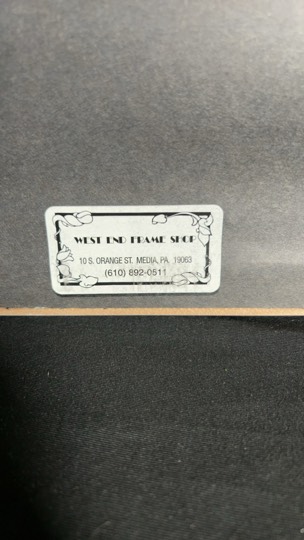 WEST END FRAME SHOP
10 S. ORANGE ST. MEDIA, PA 19063
(610) 892-0511